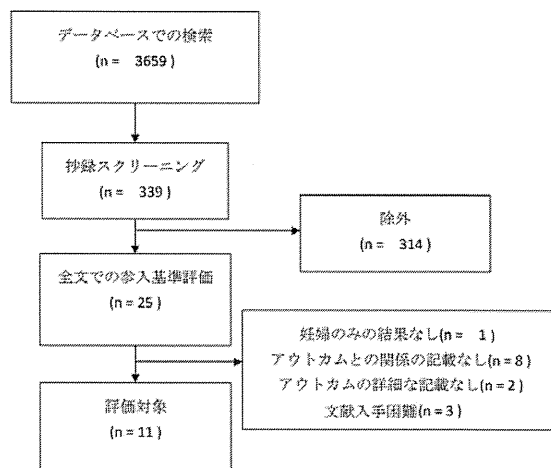 データベースでの検索
(n = 3659 )
抄録スクリーニング
(n = 339)
除外
(n = 314)
全文での参入基準評価
(n = 25)
妊婦のみの結果なし(n = 1 )
アウトカムとの関係の記載なし(n = 8)
アウトカムの詳細な記載なし(n = 2 )
文献入手困難(n = 3 )
評価対象
(n = 11 )